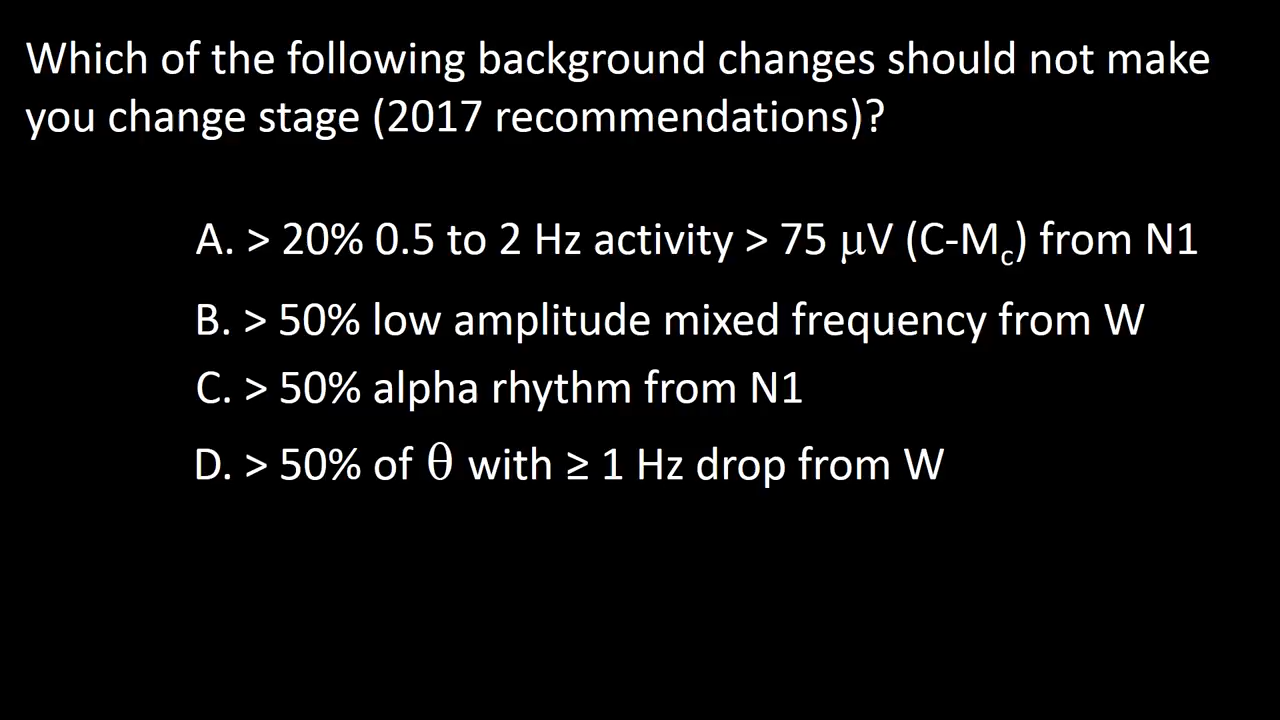 Which of the following background changes should not make
you change stage (2017 recommendations)?
A. > 20% 0.5 to 2 Hz activity > 75 μV (C-Mc) from N1
B. > 50% low amplitude mixed frequency from W
C. > 50% alpha rhythm from N1
D. > 50% of θ with ≥ 1 Hz drop from W